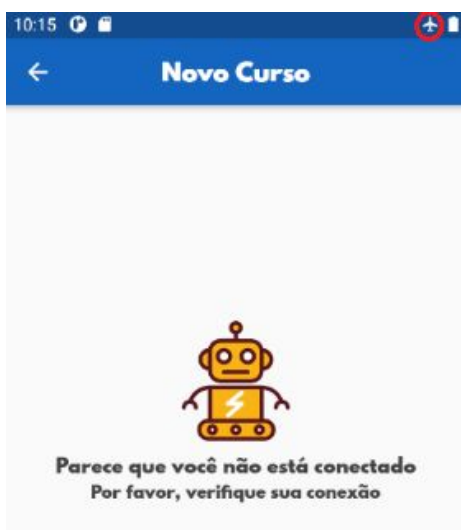 10:15
Novo Curso
Parece que você não está conectado
Por favor, verifique sua conexão